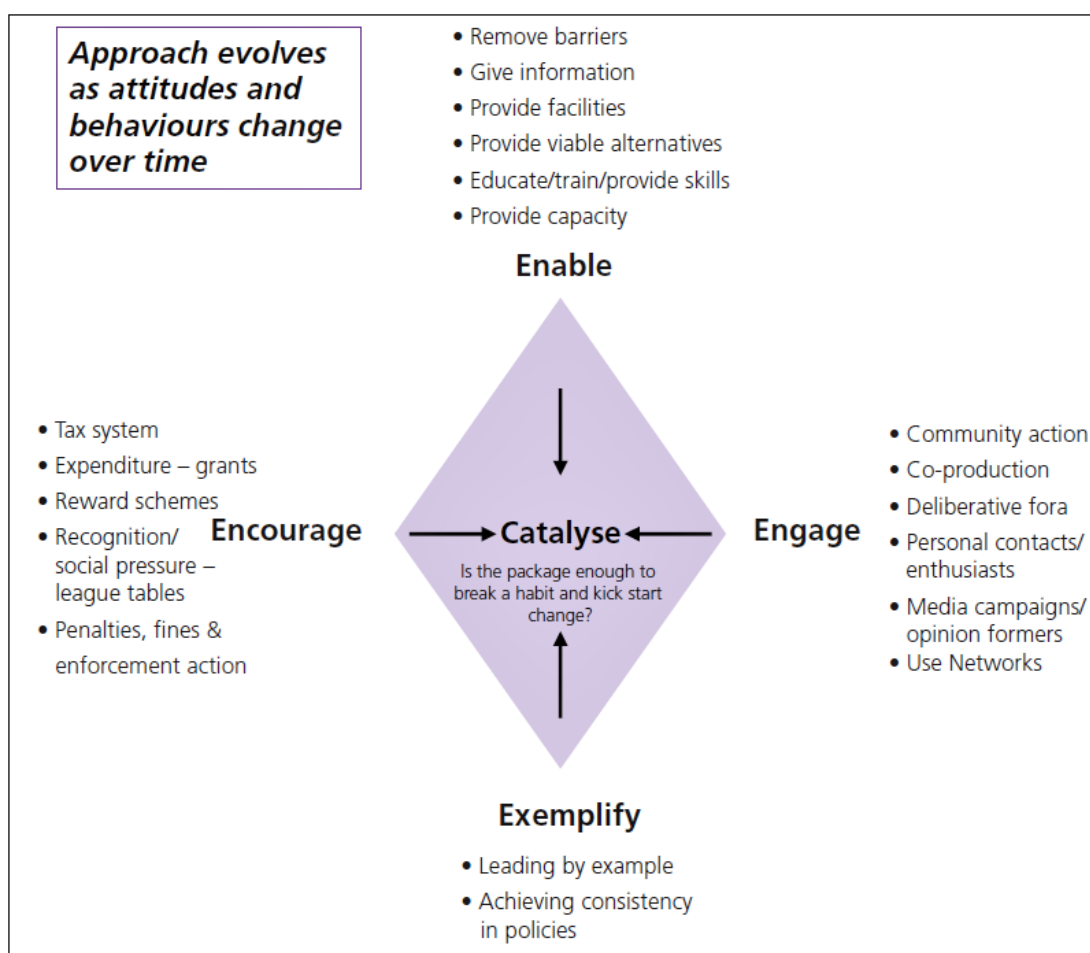 Approach evolves
as attitudes and
behaviours change
over time
• Remove barriers
• Give information
• Provide facilities
• Provide viable alternatives
• Educate/train/provide skills
• Provide capacity
Enable
• Tax system
• Expenditure – grants
• Reward schemes
• Recognition/
social pressure –
league tables
• Penalties, fines &
enforcement action
Encourage
Catalyse
Is the package enough to
break a habit and kick start
change?
Engage
• Community action
• Co-production
• Deliberative fora
• Personal contacts/
enthusiasts
• Media campaigns/
opinion formers
• Use Networks
Exemplify
• Leading by example
• Achieving consistency
in policies